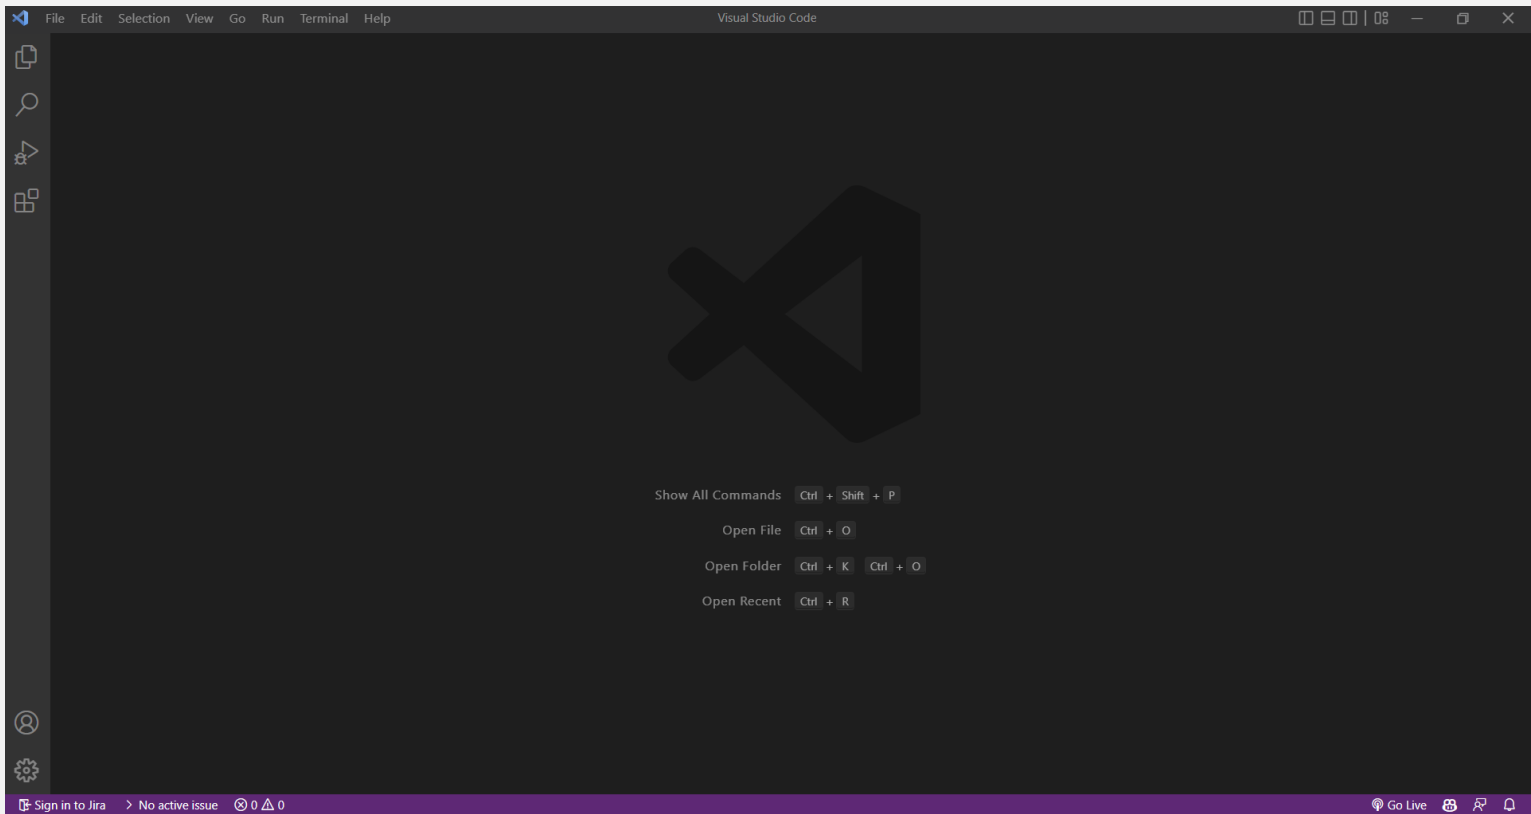 File Edit Selection View Go Run Terminal Help Visual Studio Code
Show All Commands Ctrl + Shift + P
Open File Ctrl + O
Open Folder Ctrl + K Ctrl + O
Open Recent Ctrl + R
Sign in to Jira > No active issue 0 0 Go Live